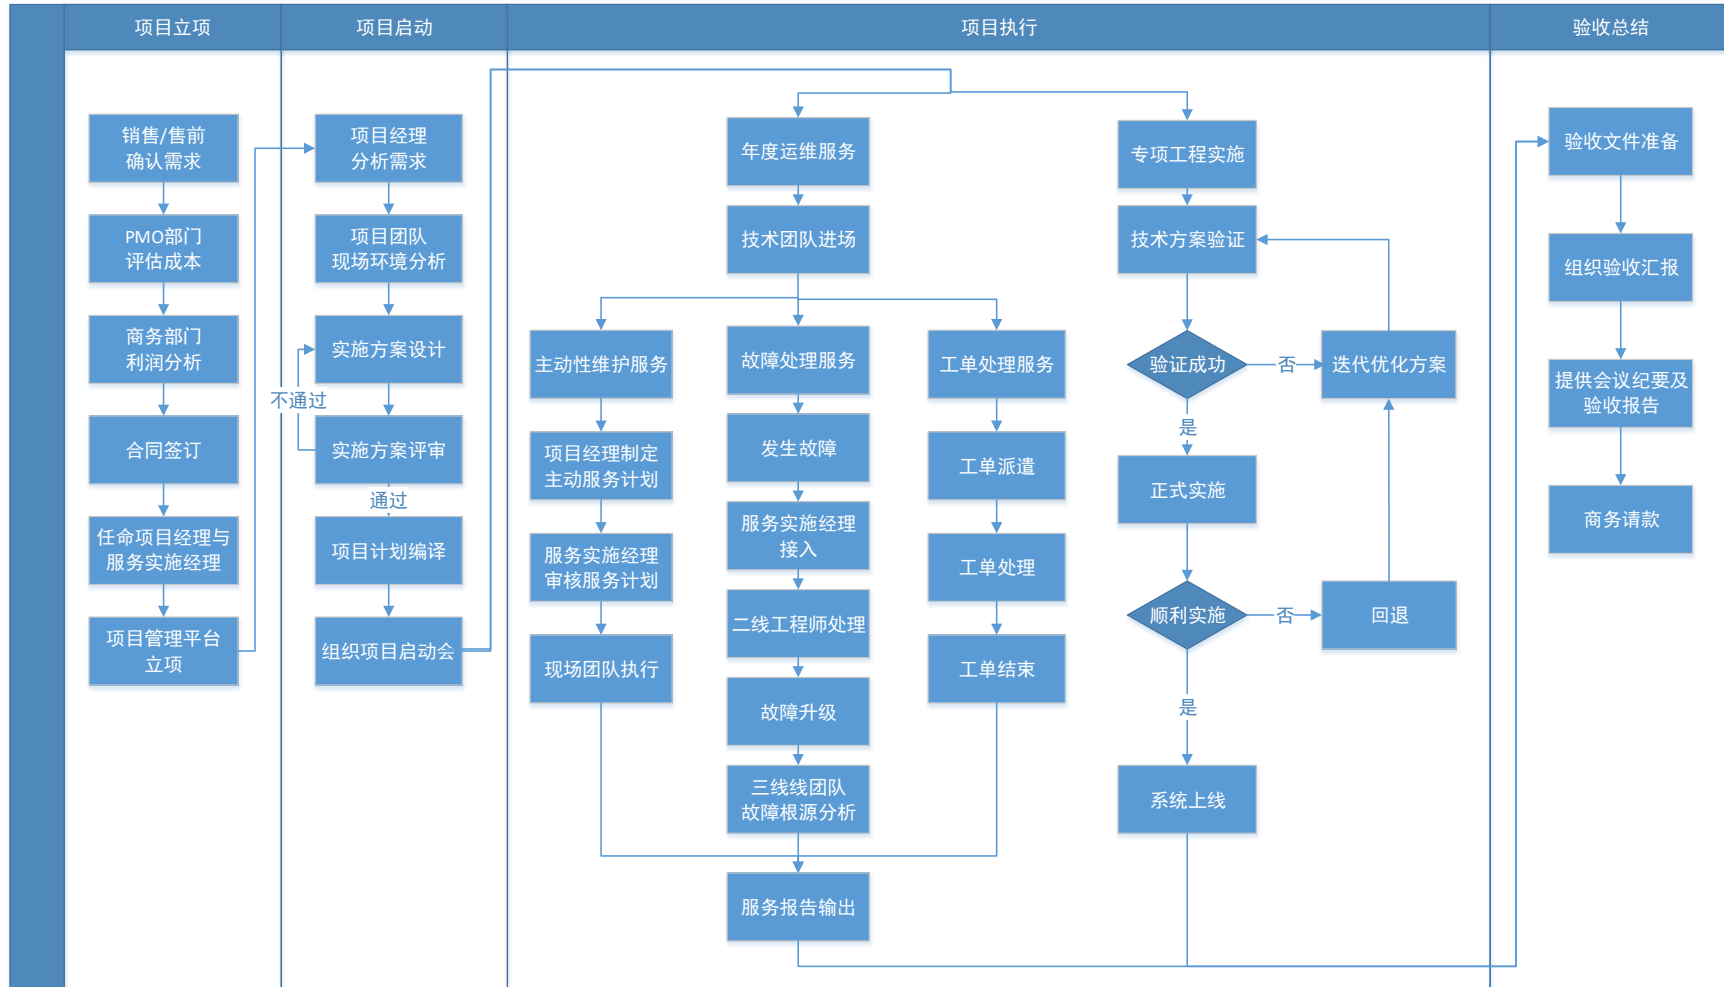 项目立项
项目启动
项目执行
验收总结
销售/售前
确认需求
PMO部门
评估成本
商务部门
利润分析
合同签订
任命项目经理与
服务实施经理
项目管理平台
立项
项目经理
分析需求
项目团队
现场环境分析
实施方案设计
不通过
实施方案评审
通过
项目计划编译
组织项目启动会
年度运维服务
技术团队进场
主动性维护服务
项目经理制定
主动服务计划
服务实施经理
审核服务计划
现场团队执行
故障处理服务
发生故障
服务实施经理
接入
二线工程师处理
故障升级
三线线团队
故障根源分析
服务报告输出
工单处理服务
工单派遣
工单处理
工单结束
专项工程实施
技术方案验证
验证成功
否
迭代优化方案
是
正式实施
顺利实施
否
回退
是
系统上线
验收文件准备
组织验收汇报
提供会议纪要及
验收报告
商务请款